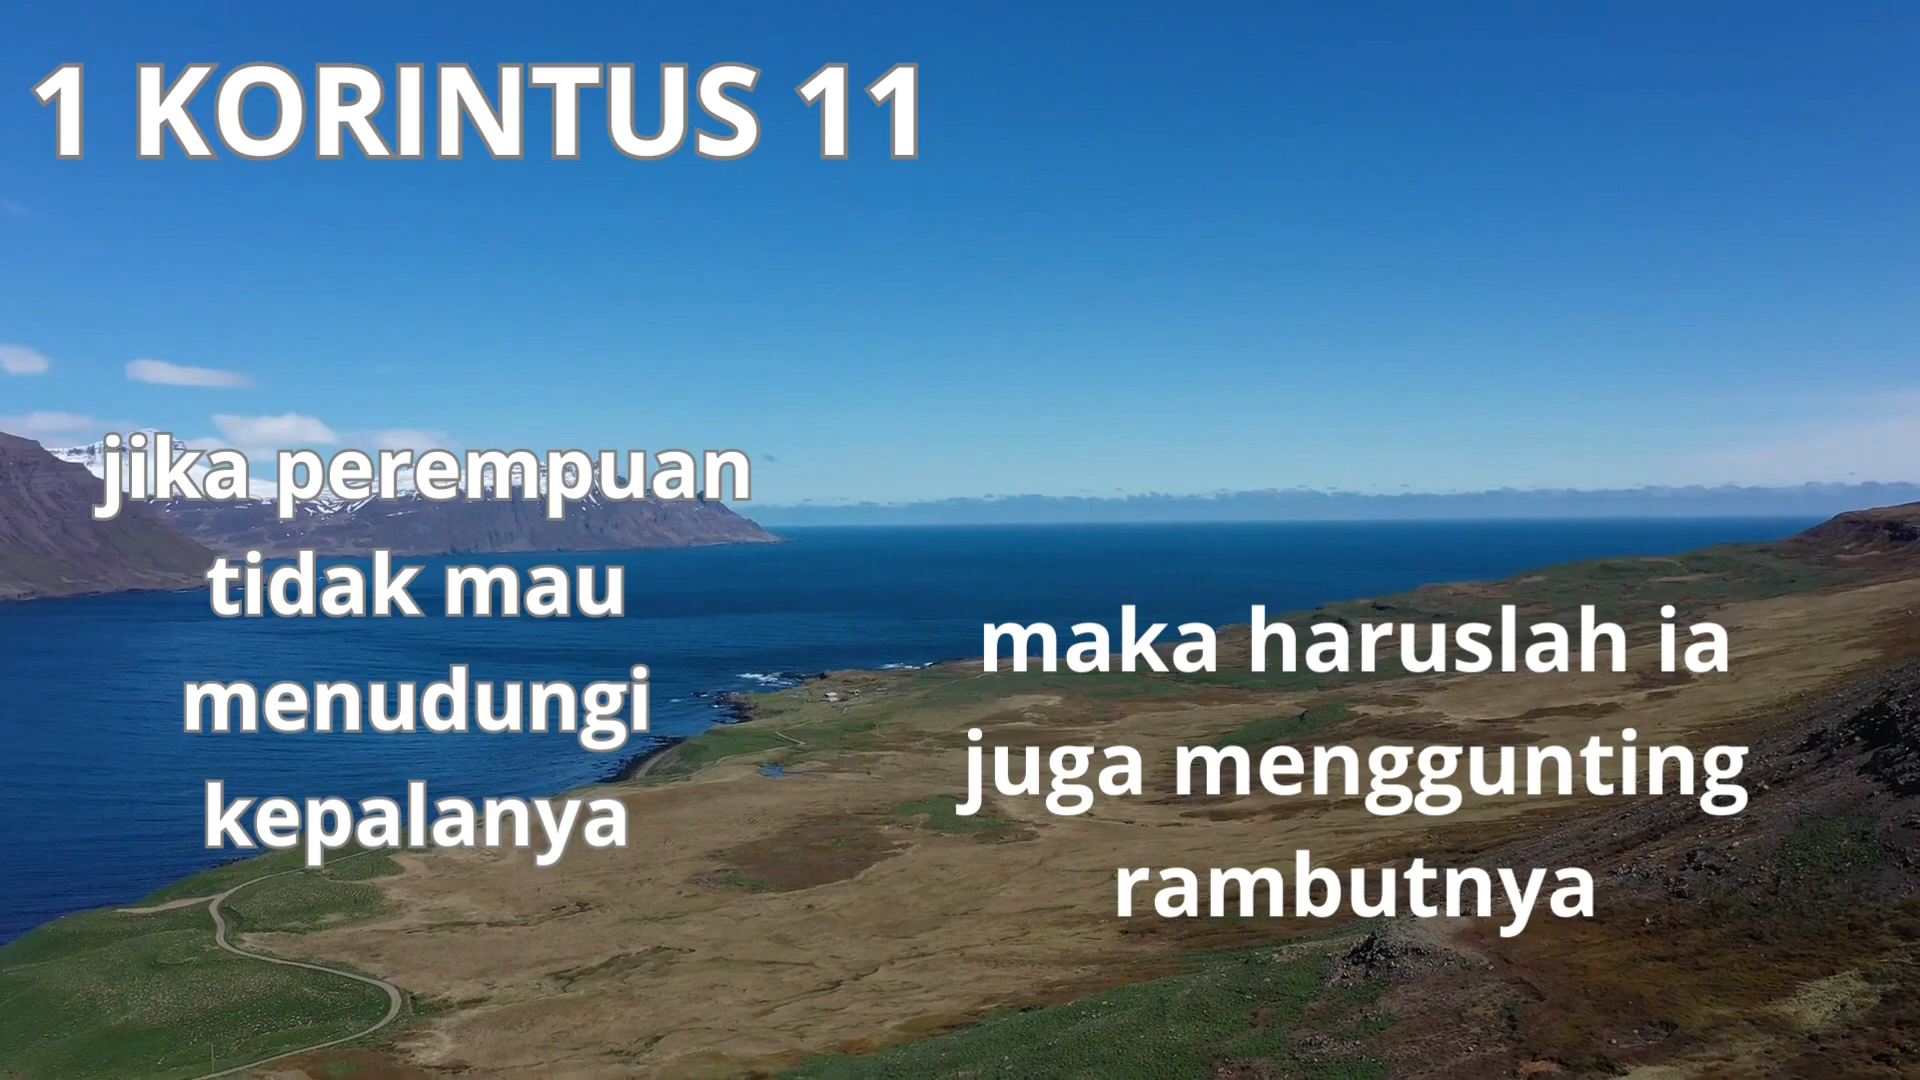 1 KORINTUS 11
jika perempuan
tidak mau
menudungi
kepalanya
maka haruslah ia
juga menggunting
rambutnya